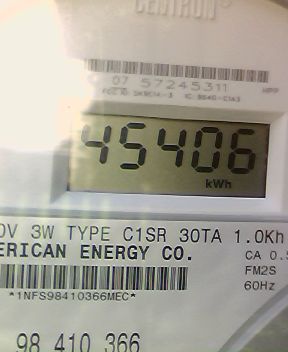 CENTRON®
07 57245311 HPP
45406
kWh
0V 3W TYPE C1SR 30TA 1.0Kh
ERICAN ENERGY CO. CA 0.5
FM2S
60Hz
*1NFS98410366MEC*
98 410 366